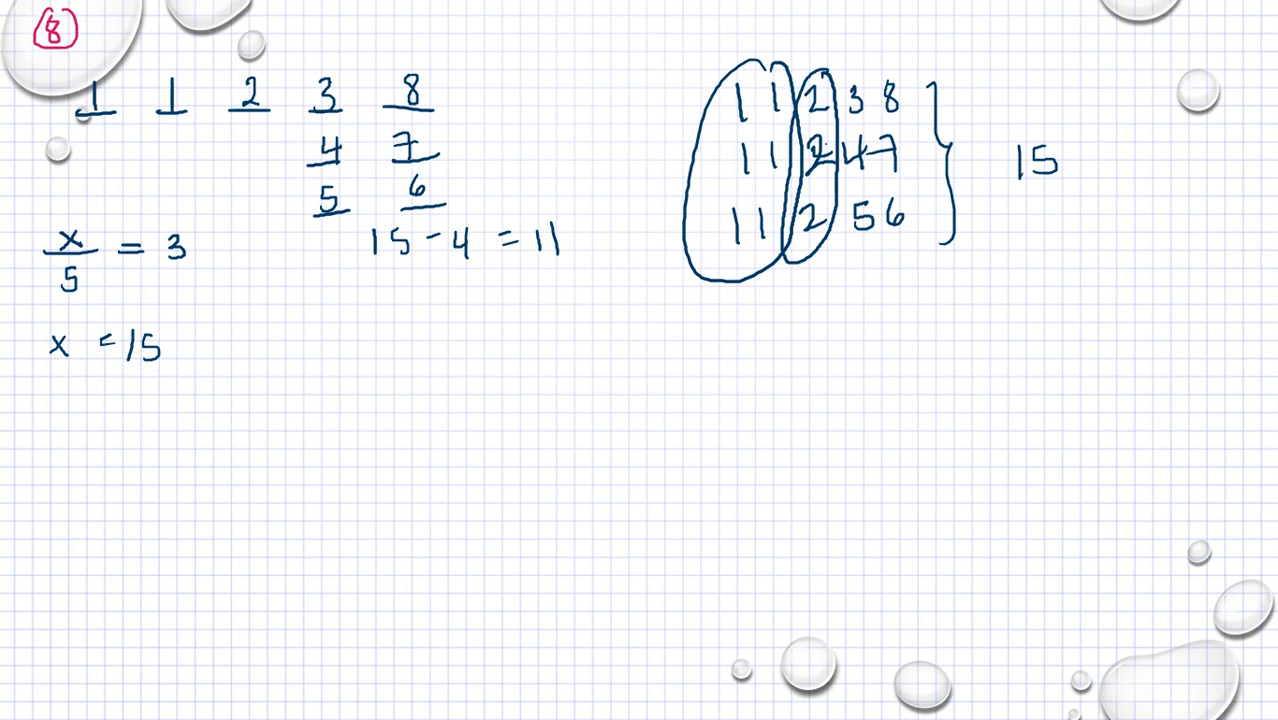 8
1 1 2 3 8
4 7
5 6
x/5 = 3
15 - 4 = 11
x = 15
1 1 2 3 8
1 1 2 4 7
1 1 2 5 6
15